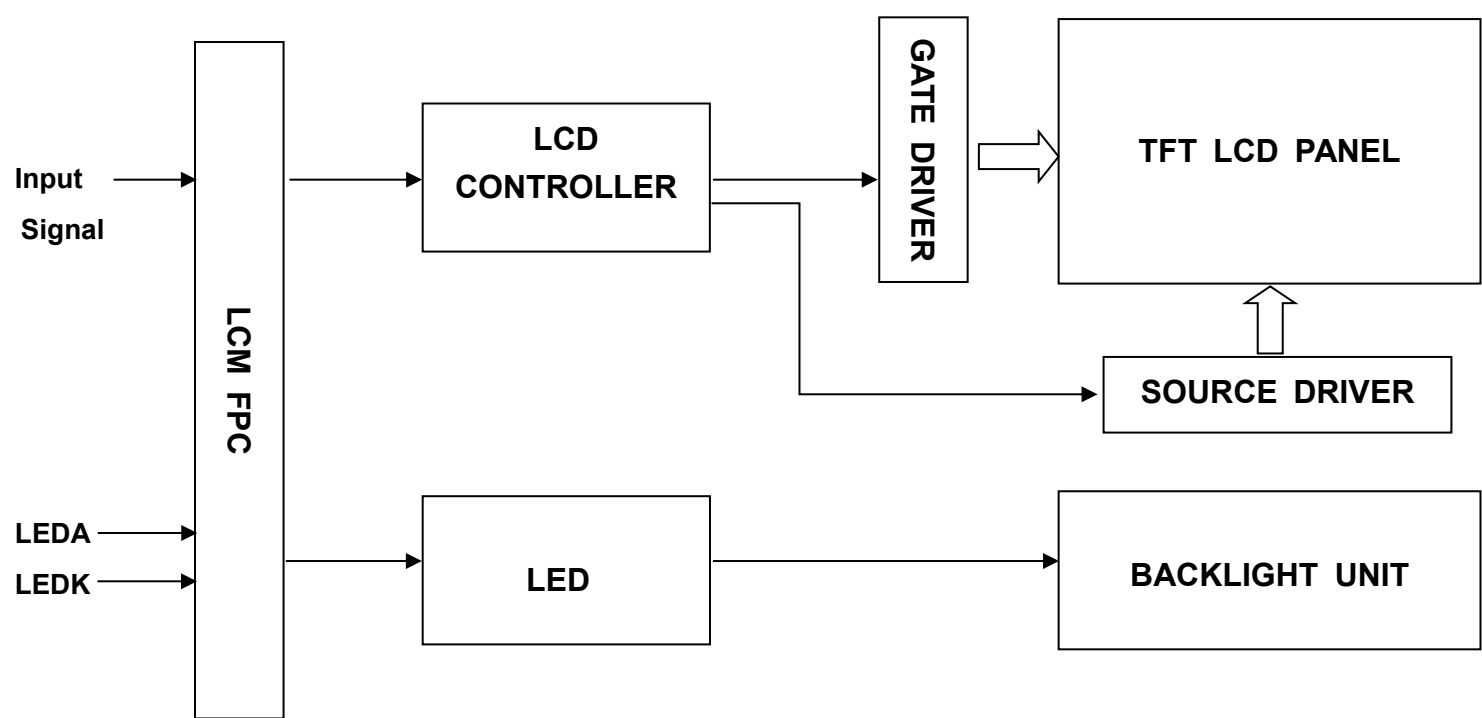 Input
Signal
LEDA
LEDK
LCM FPC
LCD
CONTROLLER
GATE DRIVER
TFT LCD PANEL
SOURCE DRIVER
LED
BACKLIGHT UNIT